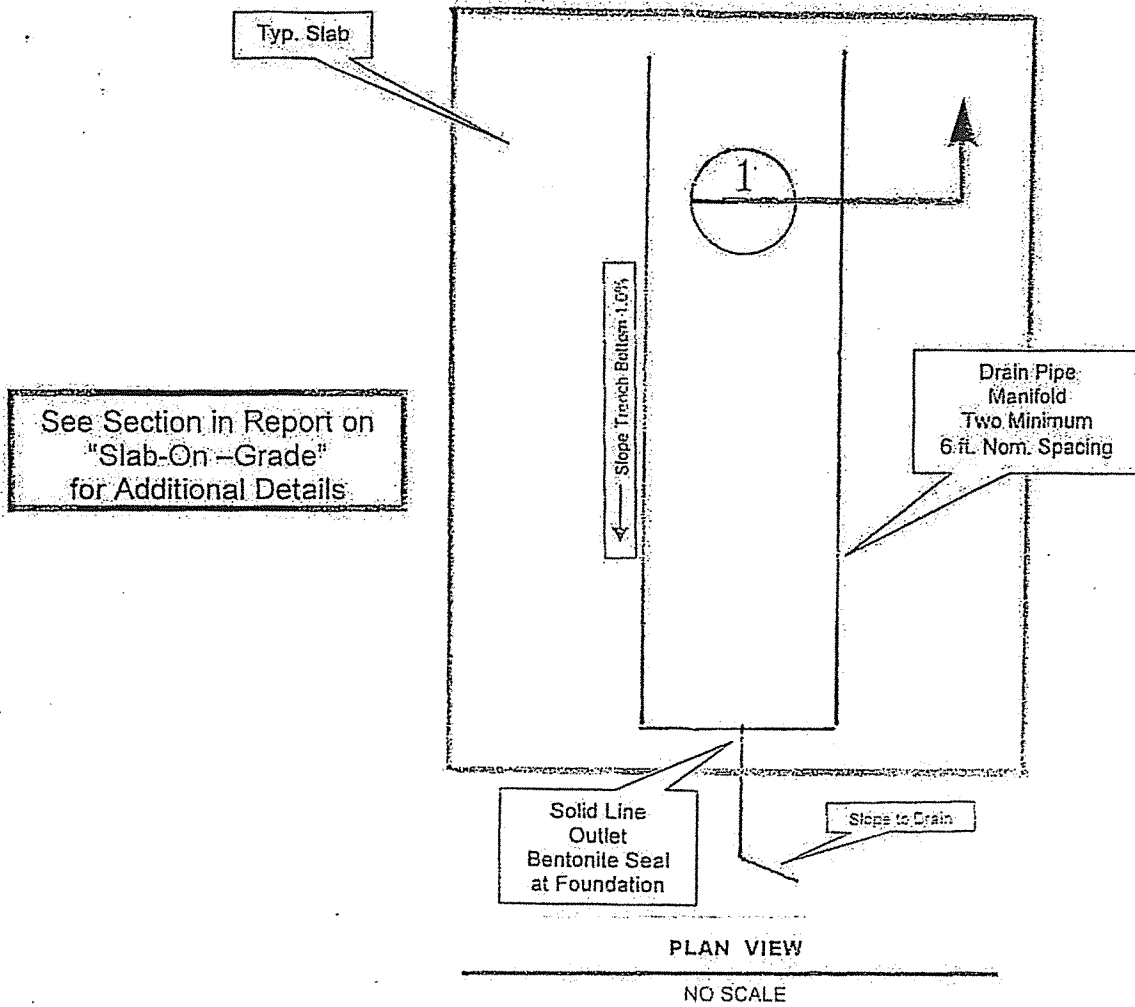 Typ. Slab
1
Slope Trench Bottom 1.0%
Drain Pipe
Manifold
Two Minimum
6 ft. Nom. Spacing
See Section in Report on
"Slab-On –Grade"
for Additional Details
Solid Line
Outlet
Bentonite Seal
at Foundation
Slope to Drain
PLAN VIEW
NO SCALE